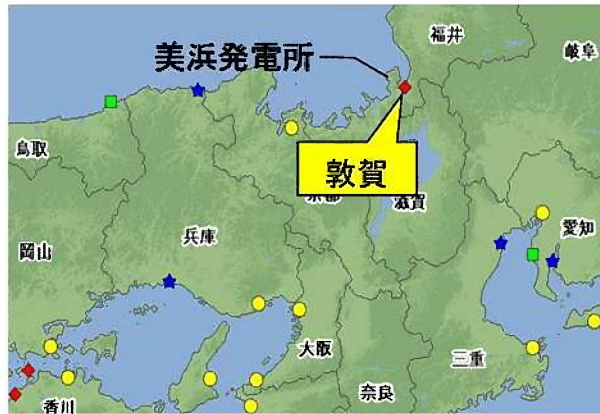 福井
美浜発電所
岐阜
鳥取
敦賀
京都
滋賀
愛知
兵庫
岡山
大阪
三重
奈良
香川